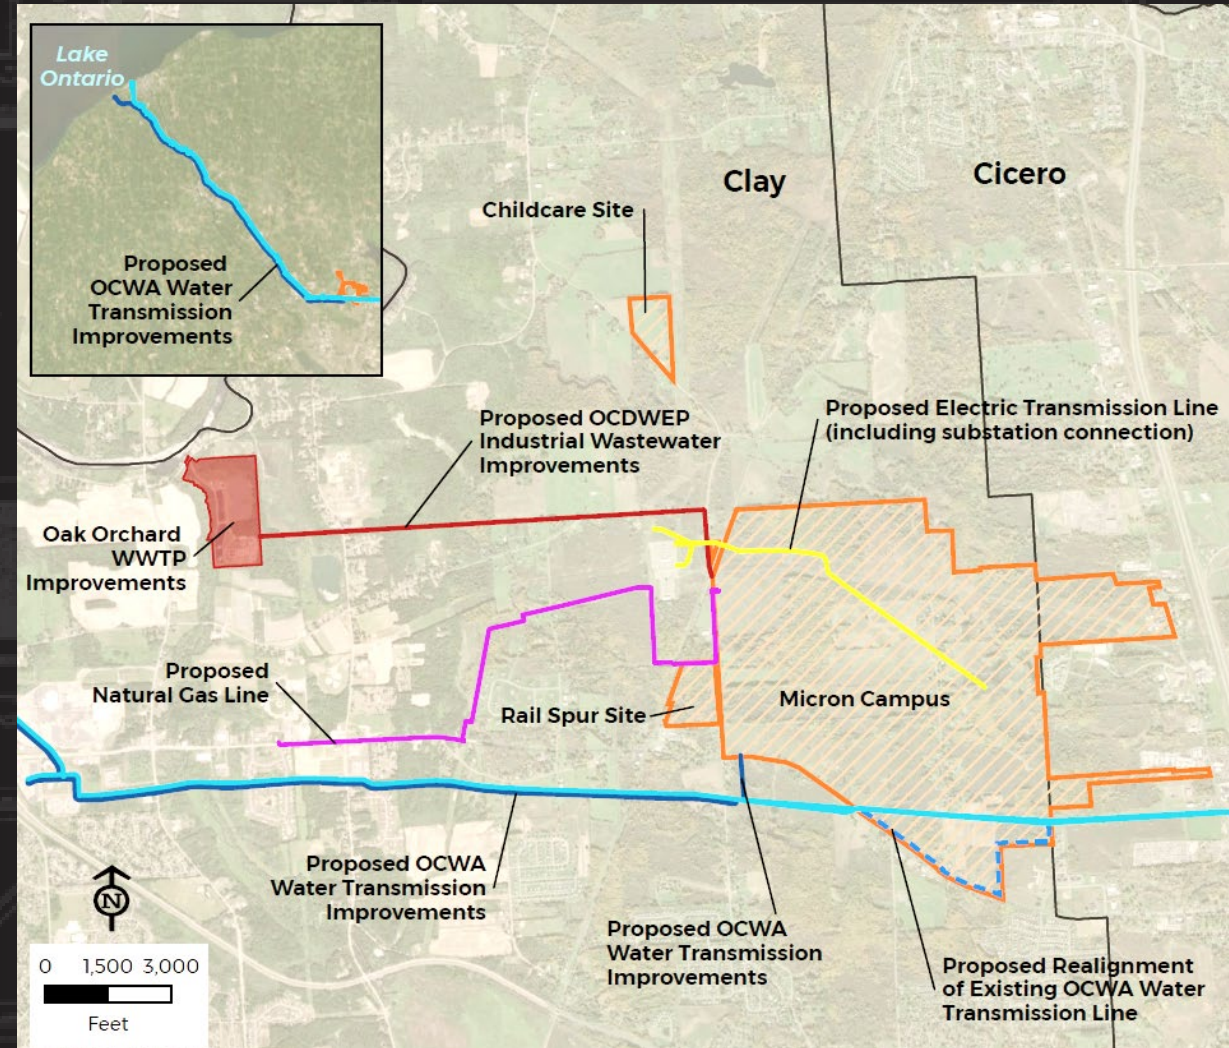 Lake
Ontario
Proposed
OCWA Water
Transmission
Improvements
Clay
Cicero
Childcare Site
Proposed OCDWEP
Industrial Wastewater
Improvements
Proposed Electric Transmission Line
(including substation connection)
Oak Orchard
WWTP
Improvements
Proposed
Natural Gas Line
Rail Spur Site
Micron Campus
Proposed OCWA
Water Transmission
Improvements
Proposed OCWA
Water Transmission
Improvements
Proposed Realignment
of Existing OCWA Water
Transmission Line
N
0 1,500 3,000
Feet